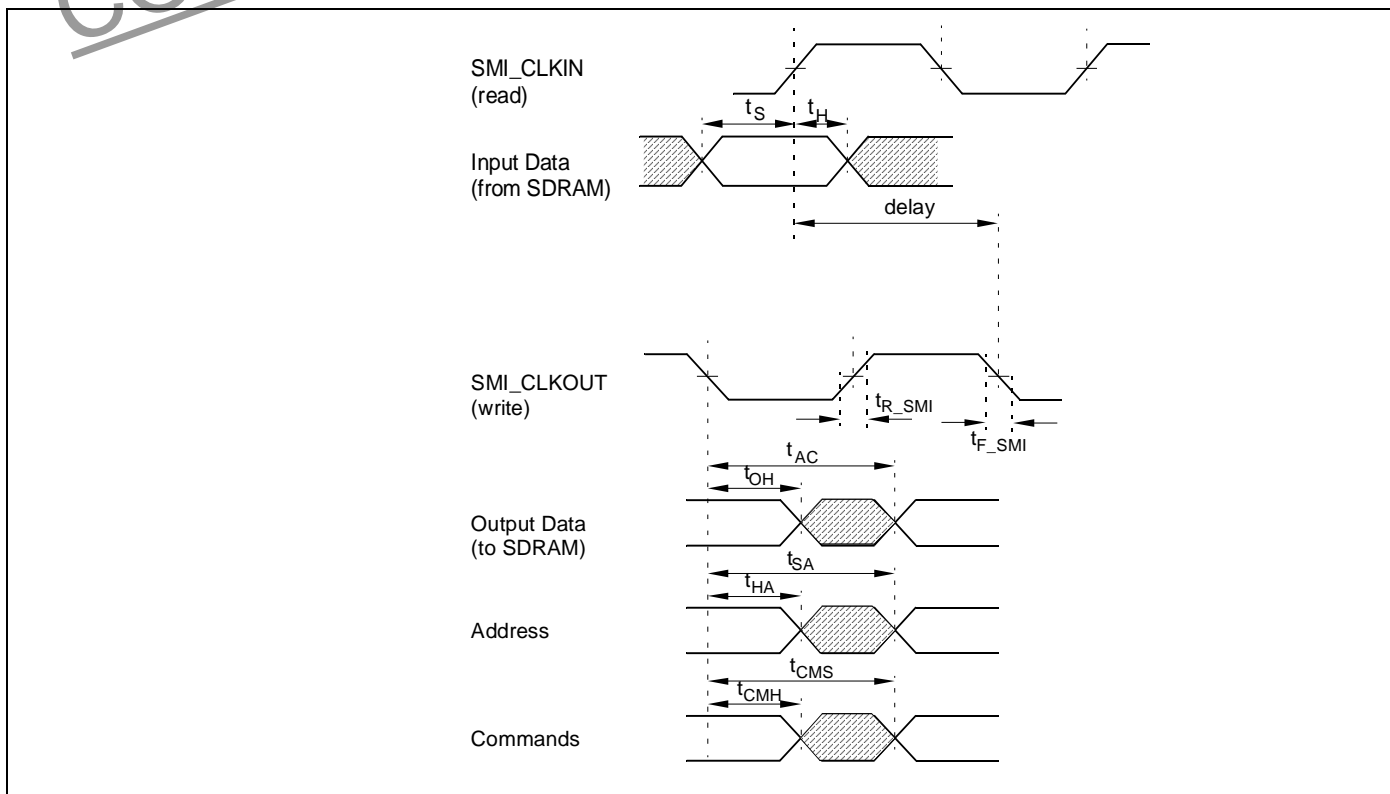 SMI_CLKIN
(read)
tS tH
Input Data
(from SDRAM)
delay
SMI_CLKOUT
(write)
tR_SMI
tF_SMI
tAC
tOH
Output Data
(to SDRAM)
tSA
tHA
Address
tCMS
tCMH
Commands